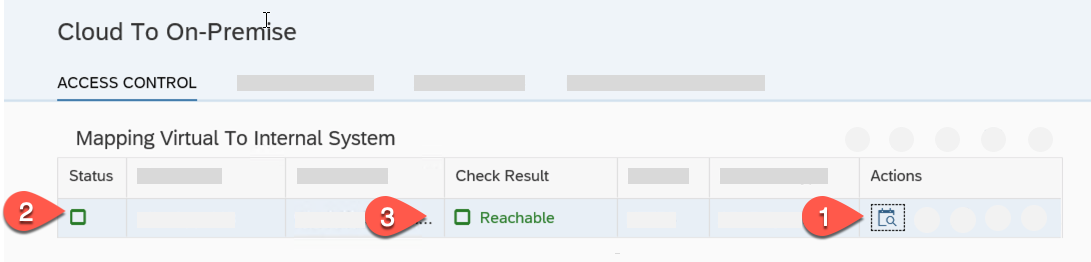 Cloud To On-Premise
ACCESS CONTROL
Mapping Virtual To Internal System
Status Check Result Actions
2 3 ... Reachable 1